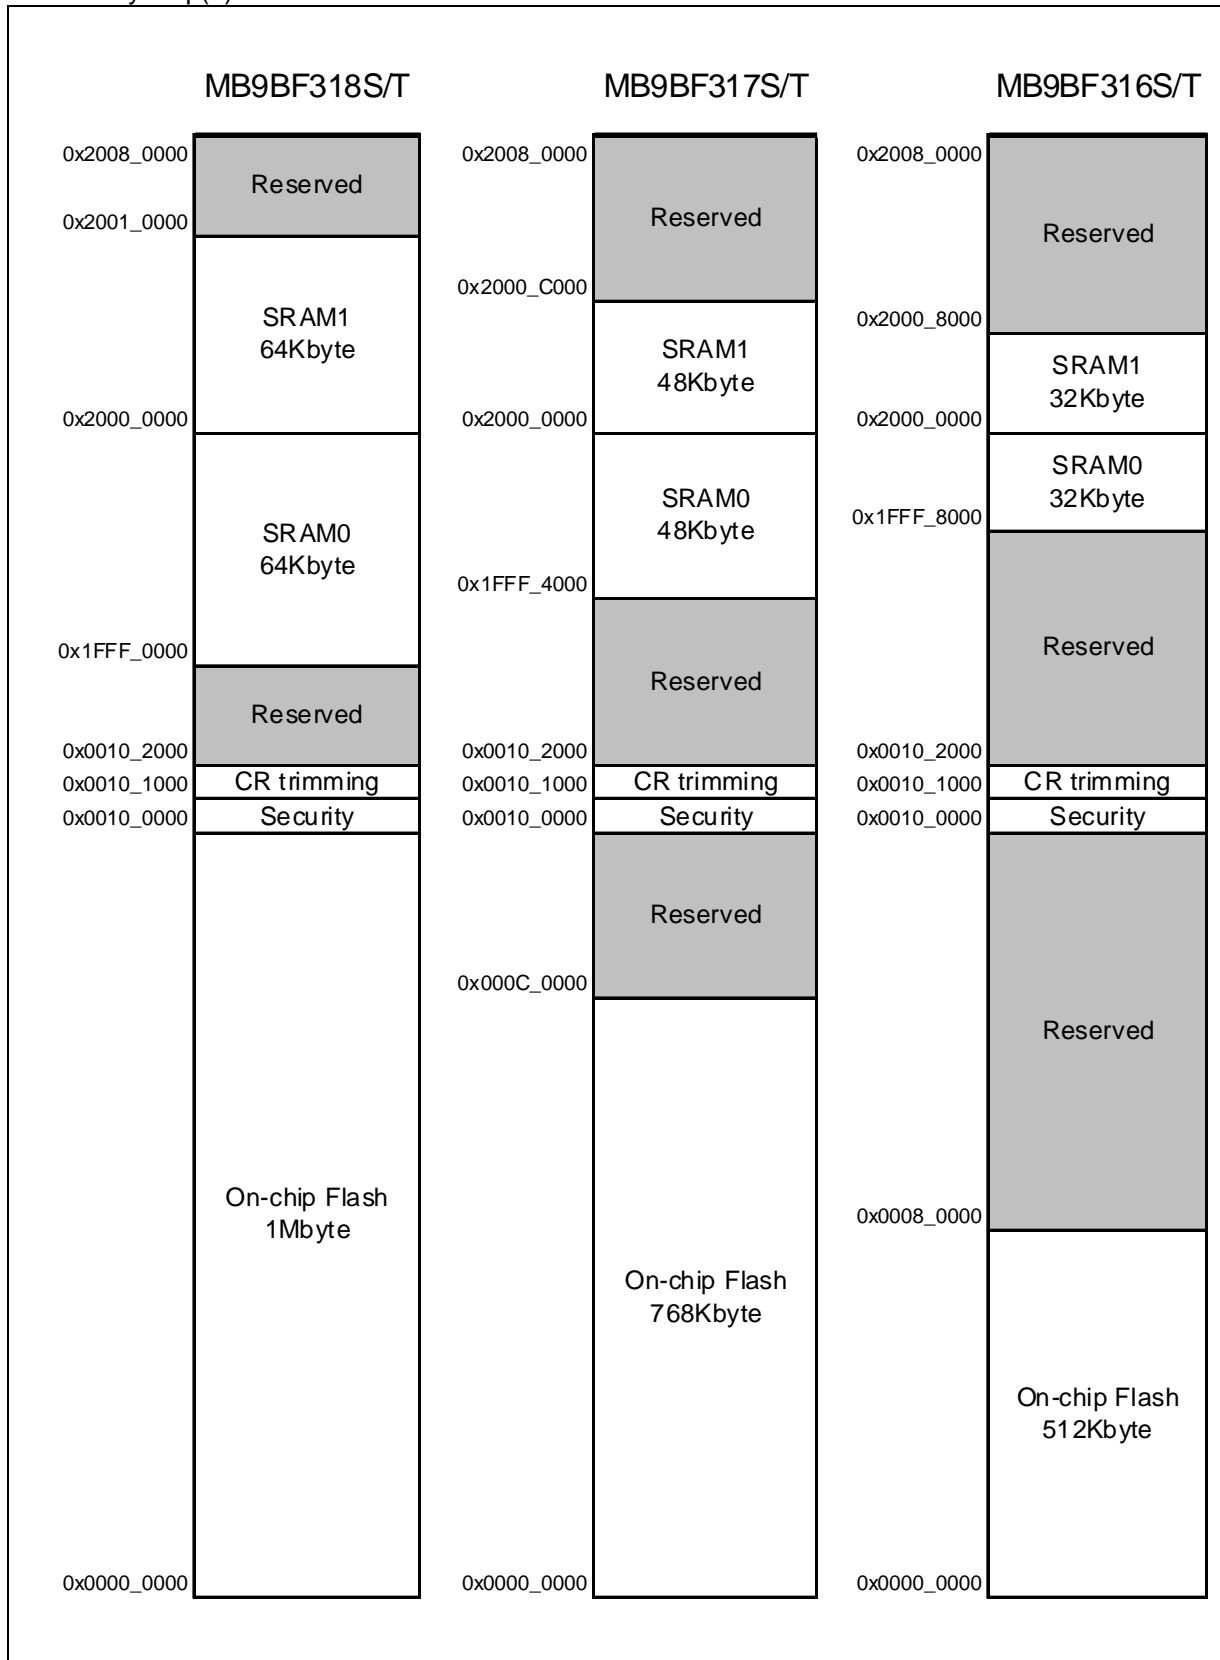 MB9BF318S/T
MB9BF317S/T
MB9BF316S/T
0x2008_0000
Reserved
0x2001_0000
SRAM1
64Kbyte
0x2000_0000
SRAM0
64Kbyte
0x1FFF_0000
Reserved
0x0010_2000
CR trimming
0x0010_1000
Security
0x0010_0000
On-chip Flash
1Mbyte
0x0000_0000
0x2008_0000
Reserved
0x2000_C000
SRAM1
48Kbyte
0x2000_0000
SRAM0
48Kbyte
0x1FFF_4000
Reserved
0x0010_2000
CR trimming
0x0010_1000
Security
0x0010_0000
Reserved
0x000C_0000
On-chip Flash
768Kbyte
0x0000_0000
0x2008_0000
Reserved
0x2000_8000
SRAM1
32Kbyte
0x2000_0000
SRAM0
32Kbyte
0x1FFF_8000
Reserved
0x0010_2000
CR trimming
0x0010_1000
Security
0x0010_0000
Reserved
0x0008_0000
On-chip Flash
512Kbyte
0x0000_0000